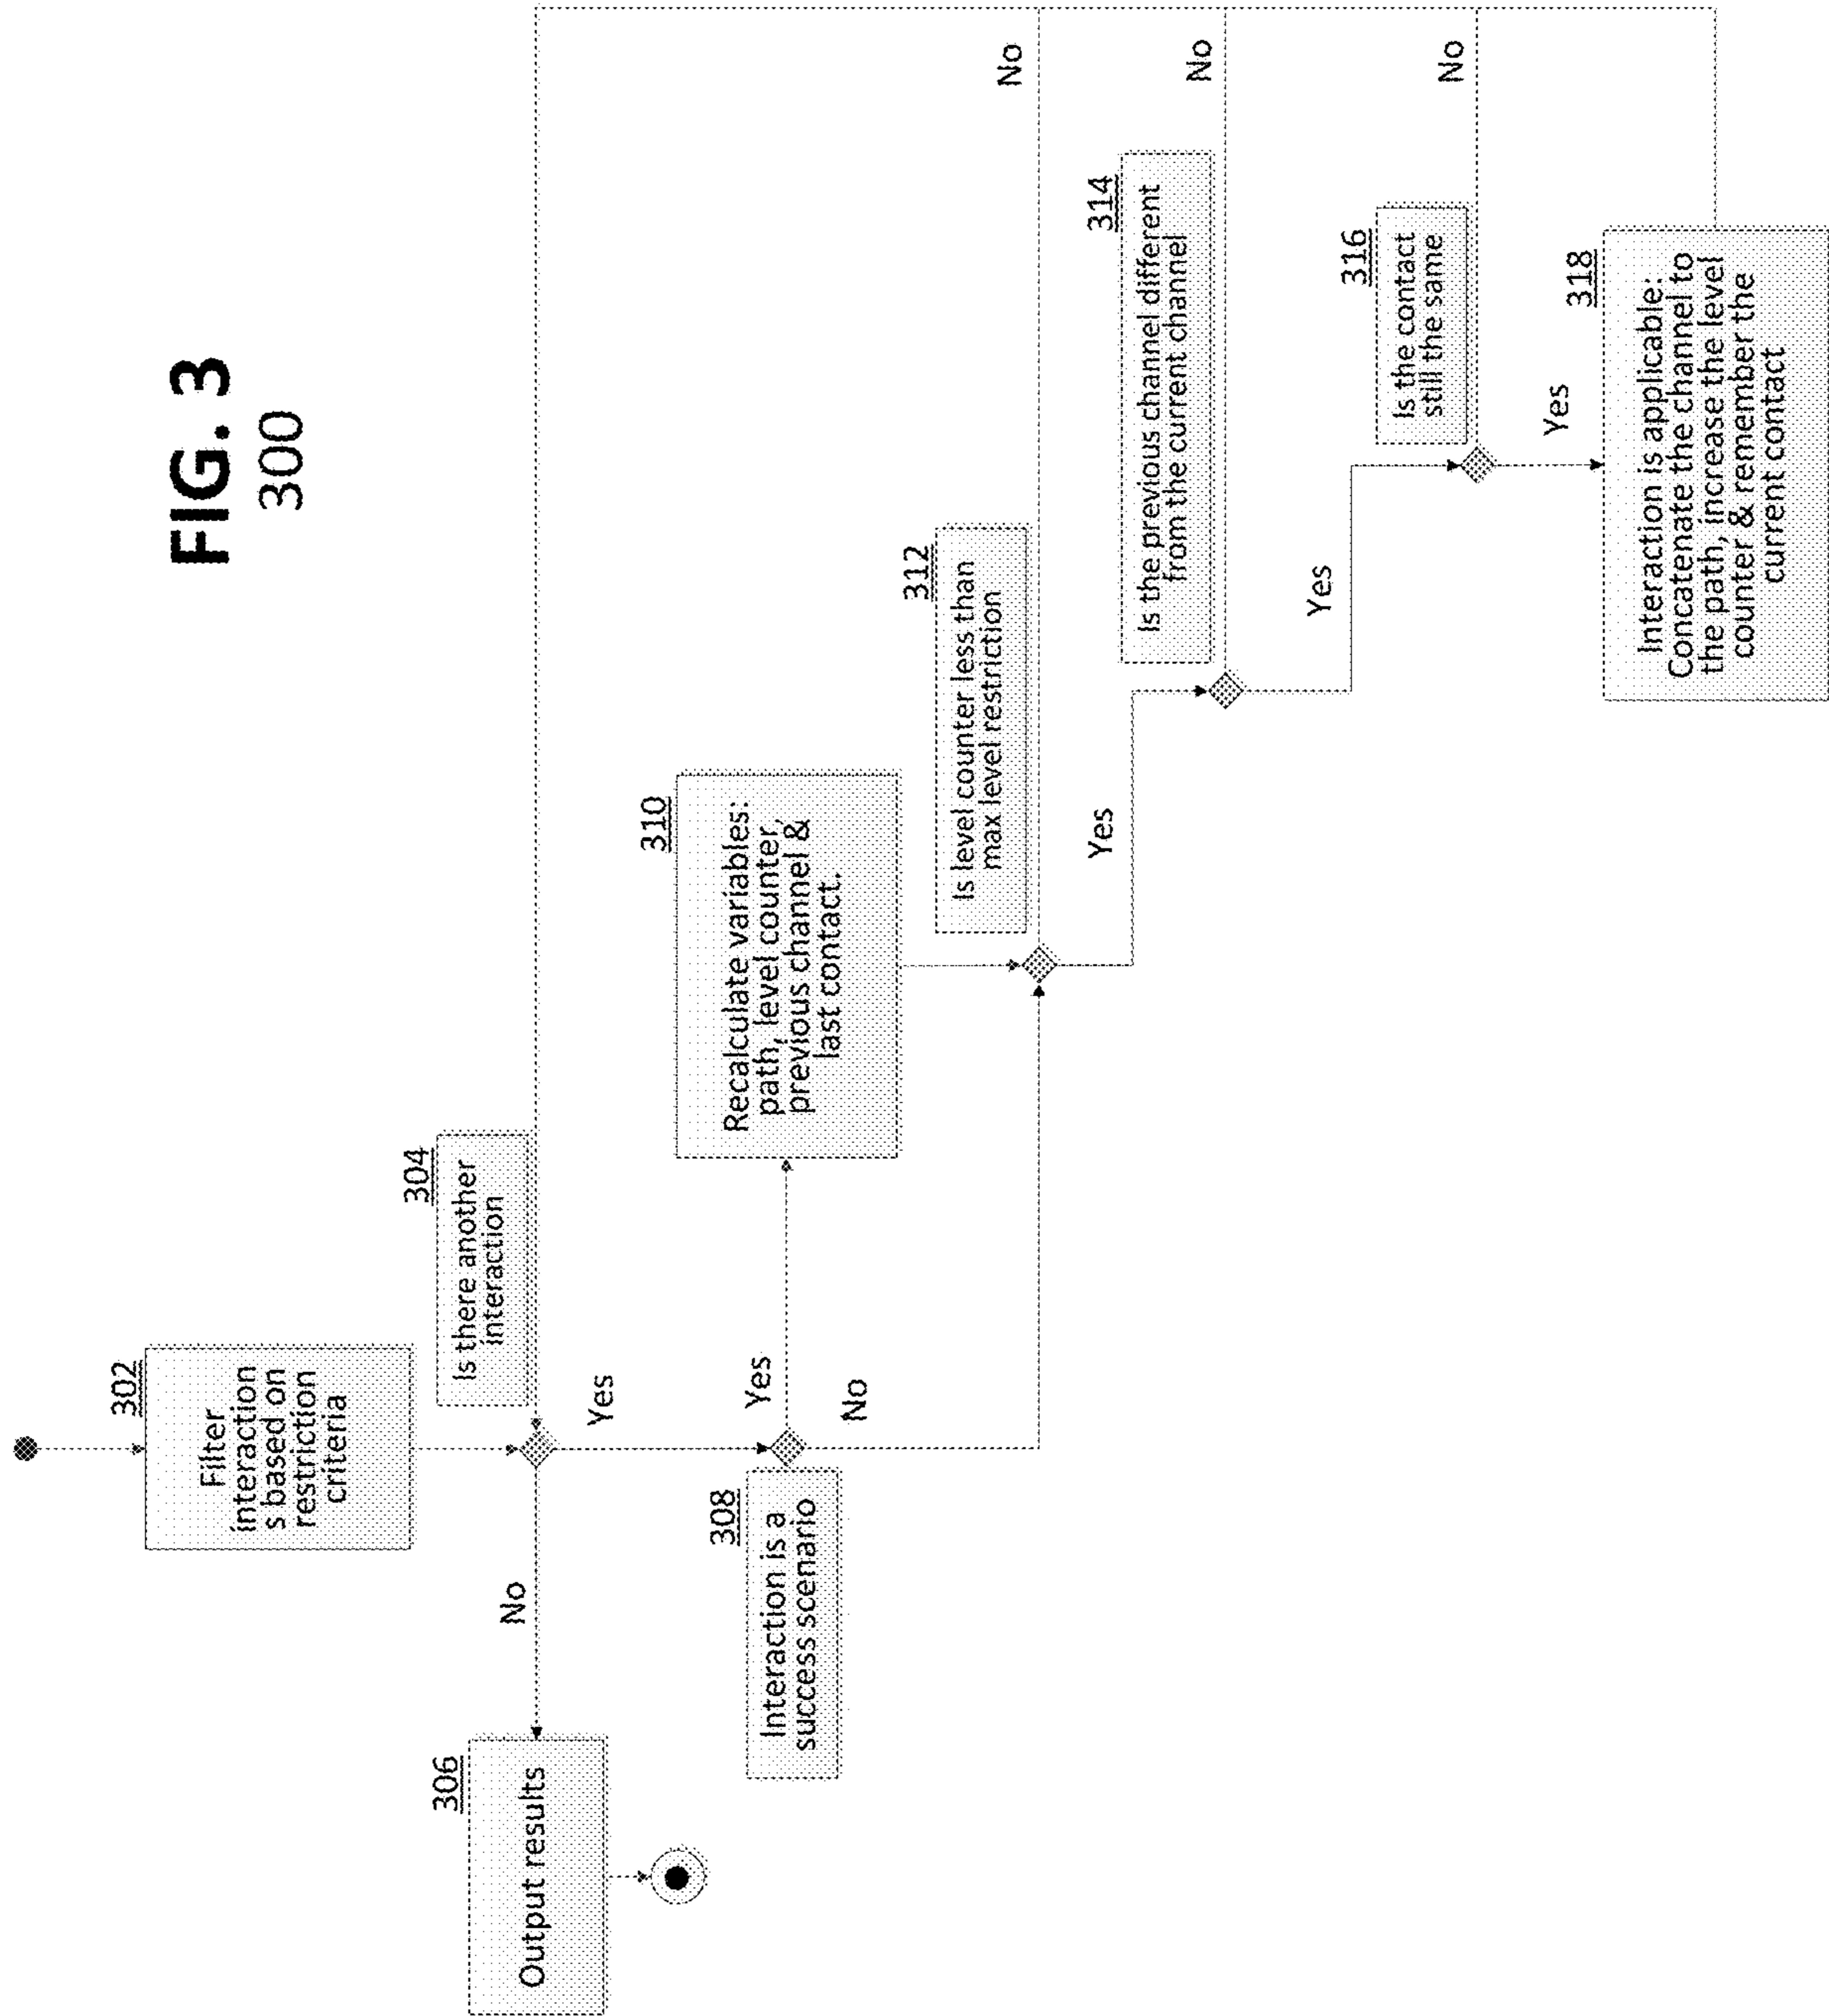 FIG. 3
300
302
Filter
interaction
s based on
restriction
criteria
304
Is there another
interaction
No
Yes
306
Output results
308
Interaction is a
success scenario
Yes
No
310
Recalculate variables:
path, level counter,
previous channel &
last contact.
312
Is level counter less than
max level restriction
No
Yes
314
Is the previous channel different
from the current channel
No
Yes
316
Is the contact
still the same
No
Yes
318
Interaction is applicable:
Concatenate the channel to
the path, increase the level
counter & remember the
current contact